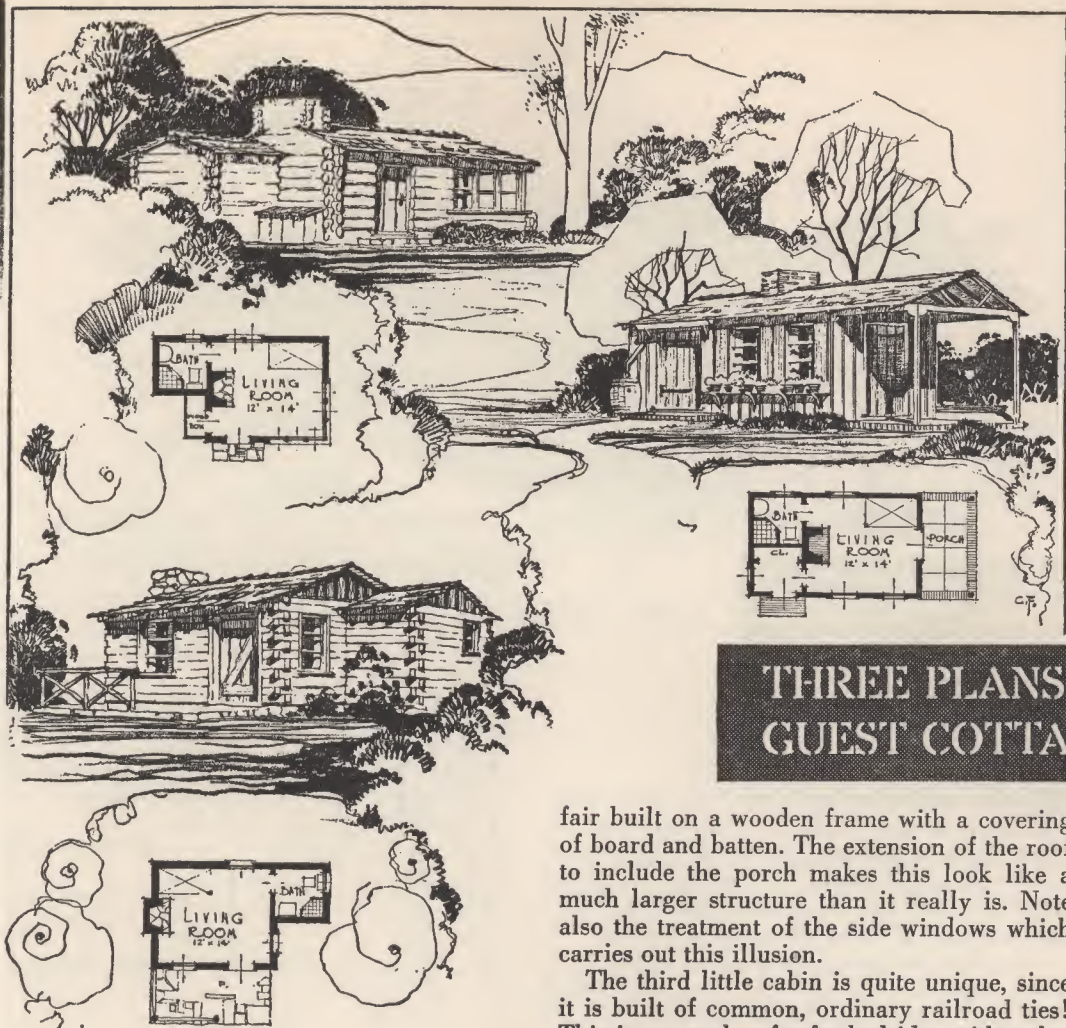 BATH
LIVING
ROOM
12' x 14'
BATH
CL.
LIVING
ROOM
12' x 14'
PORCH
THREE PLANS
GUEST COTTA
LIVING
ROOM
12' x 14'
BATH
fair built on a wooden frame with a covering
of board and batten. The extension of the roof
to include the porch makes this look like a
much larger structure than it really is. Note
also the treatment of the side windows which
carries out this illusion.
The third little cabin is quite unique, since
it is built of common, ordinary railroad ties!